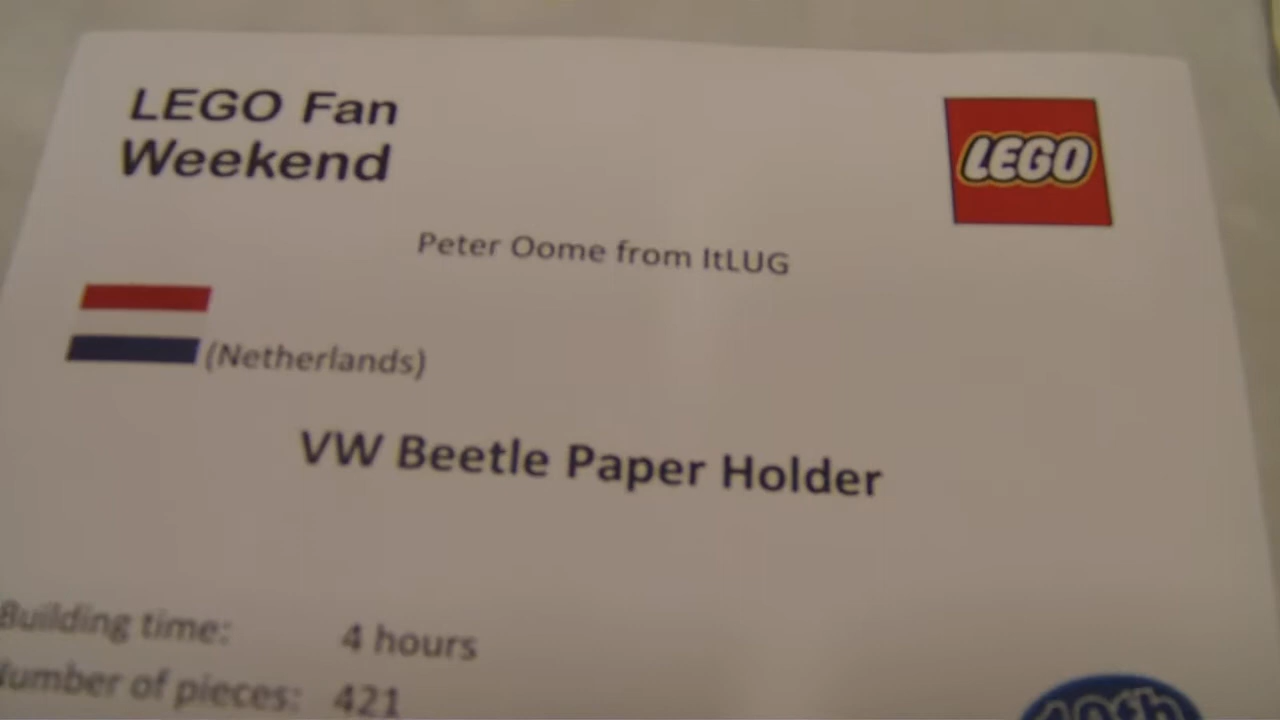 LEGO Fan
Weekend
LEGO
Peter Oome from ItLUG
(Netherlands)
VW Beetle Paper Holder
Building time: 4 hours
Number of pieces: 421